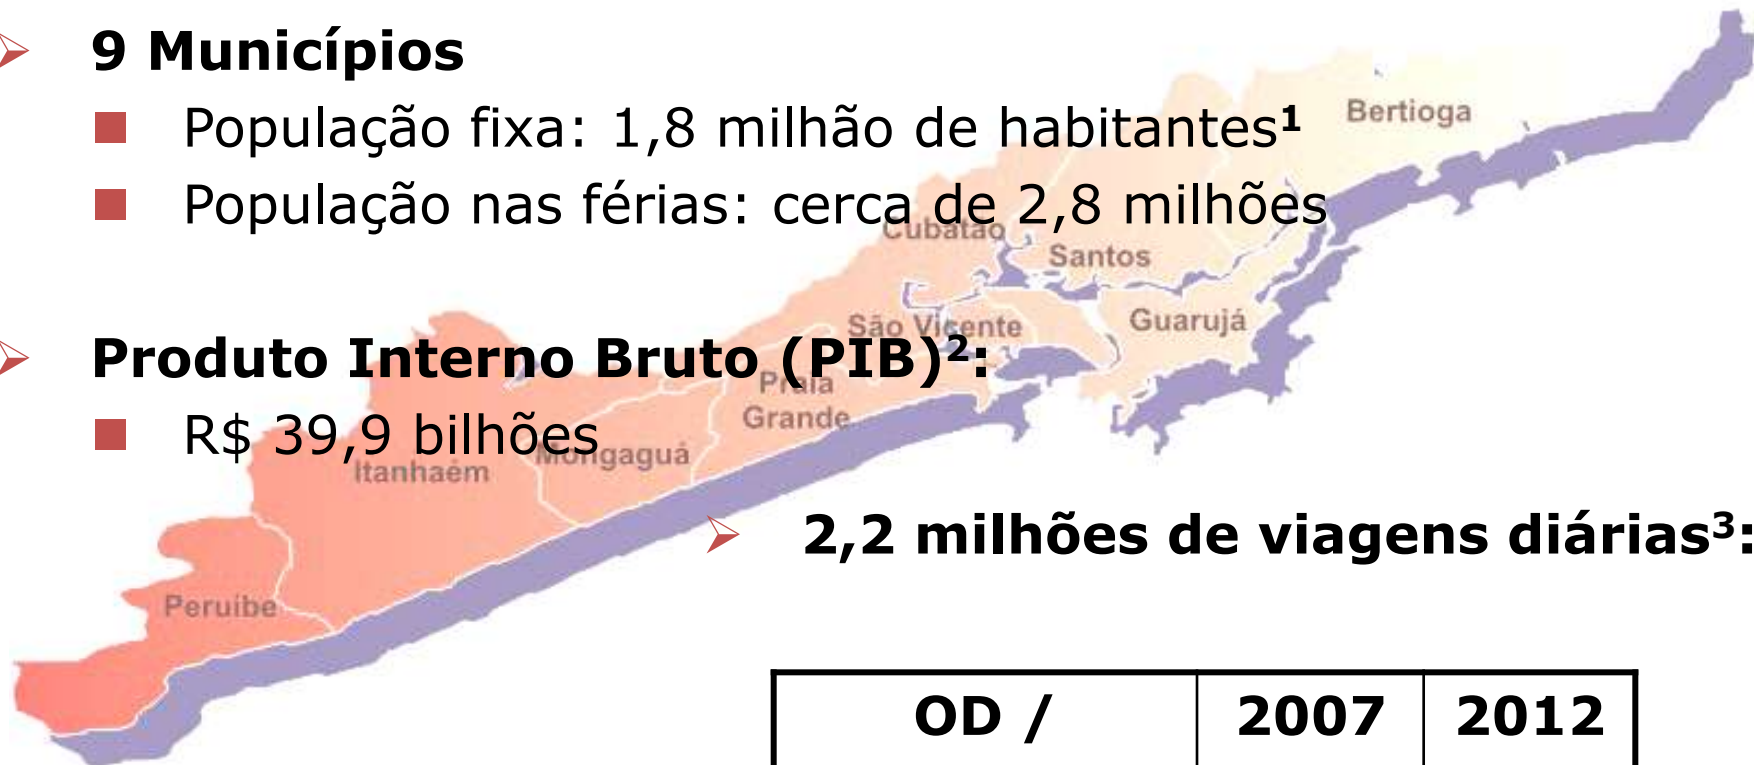 9 Municípios
População fixa: 1,8 milhão de habitantes¹
População nas férias: cerca de 2,8 milhões
Produto Interno Bruto (PIB)²:
R$ 39,9 bilhões
2,2 milhões de viagens diárias³:
OD / 2007 2012
Bertioga
Cubatão
Santos
Guarujá
São Vicente
Praia
Grande
Mongaguá
Itanhaém
Peruíbe